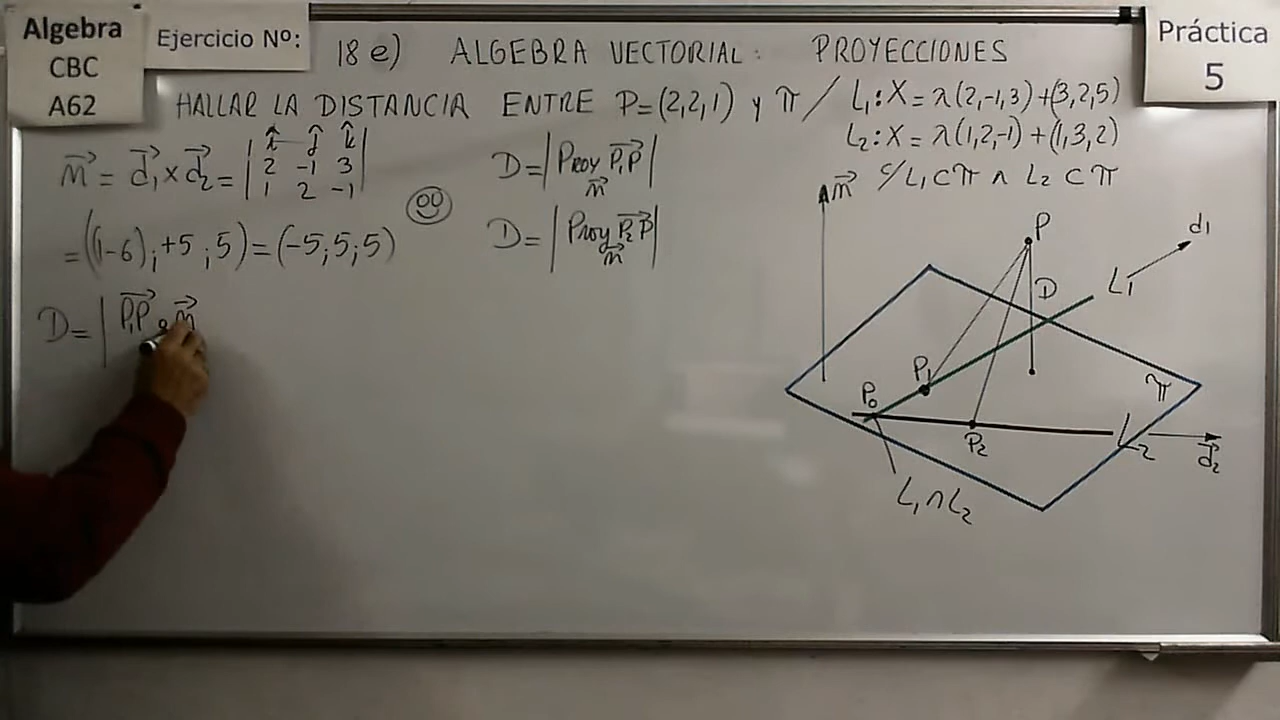 Algebra
CBC
A62
Ejercicio Nº:
18 e) ALGEBRA VECTORIAL: PROYECCIONES
Práctica
5
HALLAR LA DISTANCIA ENTRE P=(2,2,1) y π / L₁: X = λ(2,-1,3)+(3,2,5)
L₂: X = λ(1,2,-1)+(1,3,2)
c/ L₁⊂π ∧ L₂⊂π
n⃗ = d⃗₁ x d⃗₂ = | î ĵ k̂ |
| 2 -1 3 |
| 1 2 -1 |
= ((1-6); +5; 5) = (-5; 5; 5)
D = | P₁P⃗ • n⃗
D = | Proy P₁P⃗ |
n⃗
D = | Proy P₂P⃗ |
n⃗
n⃗
P
d₁
D
L₁
P₁
P₀
π
P₂
L₂
d⃗₂
L₁ ∩ L₂